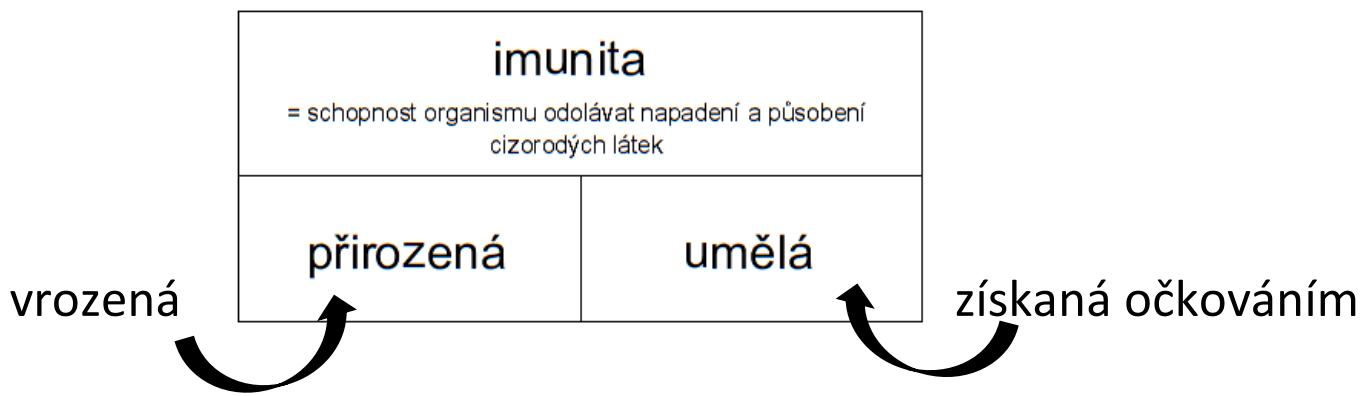 imunita
= schopnost organismu odolávat napadení a působení
cizorodých látek
přirozená
umělá
vrozená
získaná očkováním